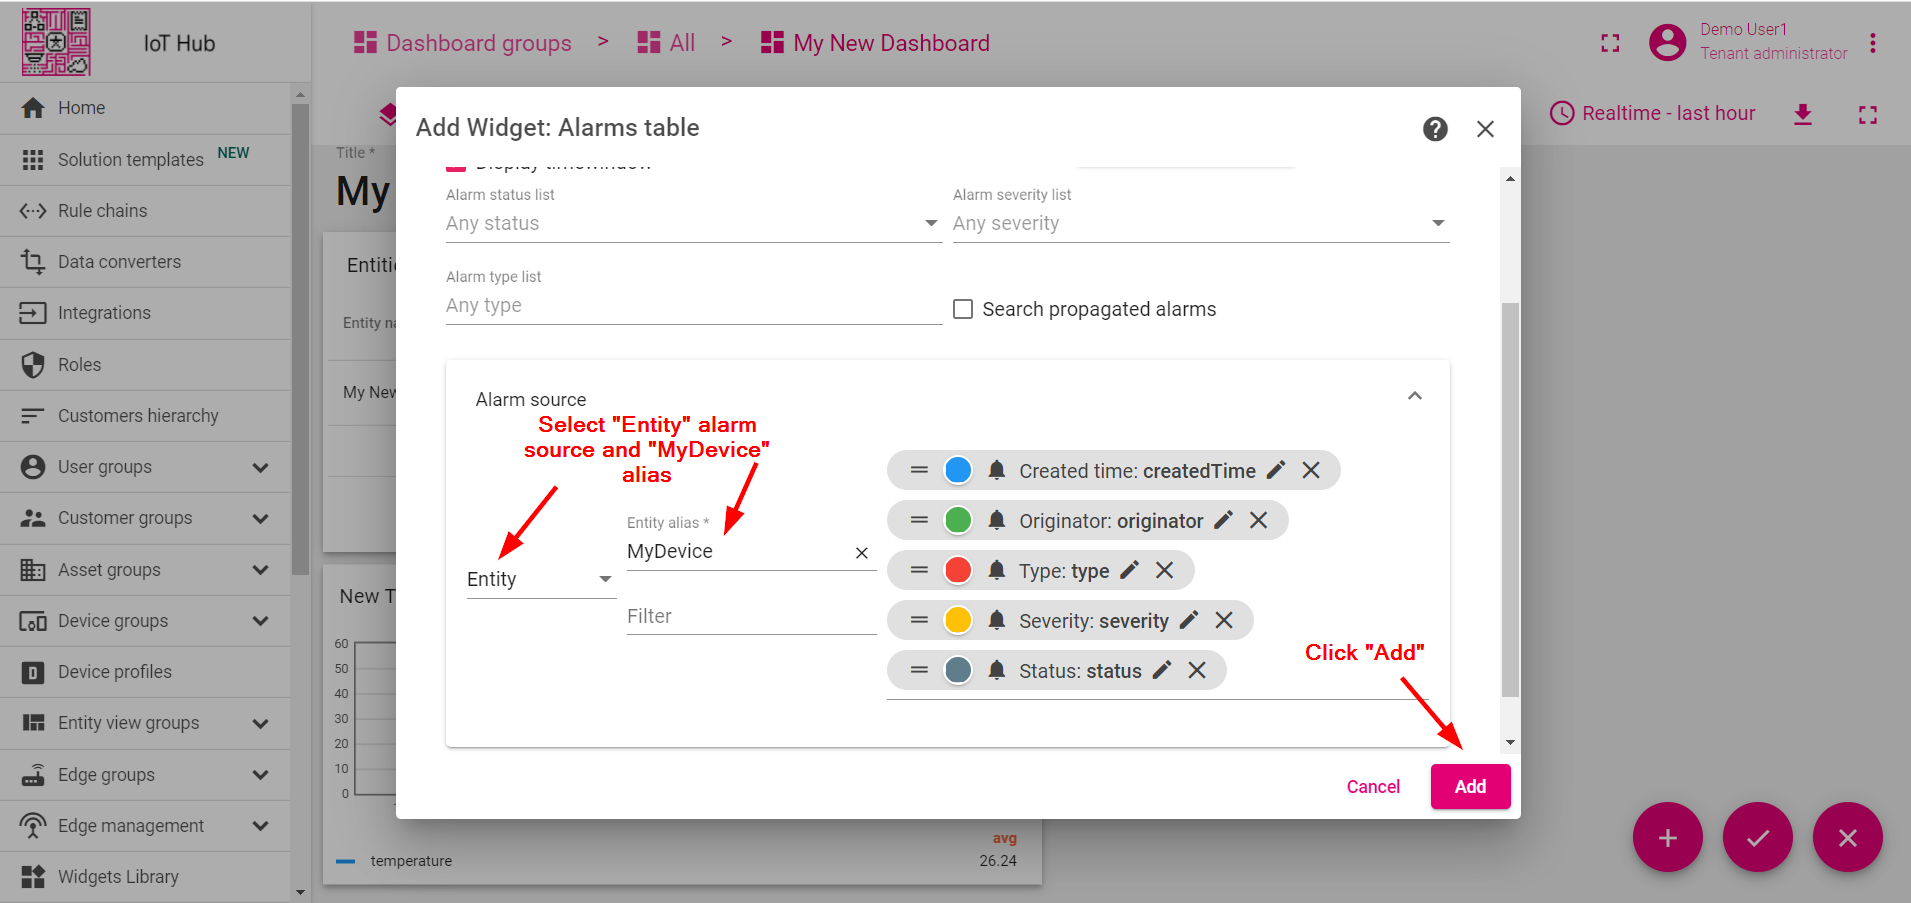 IoT Hub
Dashboard groups > All > My New Dashboard
Demo User1
Tenant administrator
Home
Solution templates NEW
Rule chains
Data converters
Integrations
Roles
Customers hierarchy
User groups
Customer groups
Asset groups
Device groups
Device profiles
Entity view groups
Edge groups
Edge management
Widgets Library
Realtime - last hour
Title *
My
Entitie
Entity na
My New
New T
60
50
40
30
20
10
0
avg
temperature 26.24
Add Widget: Alarms table
Display timewindow
Alarm status list
Any status
Alarm severity list
Any severity
Alarm type list
Any type
Search propagated alarms
Alarm source
Select "Entity" alarm
source and "MyDevice"
alias
Entity
Entity alias *
MyDevice
Filter
Created time: createdTime
Originator: originator
Type: type
Severity: severity
Status: status
Click "Add"
Cancel
Add